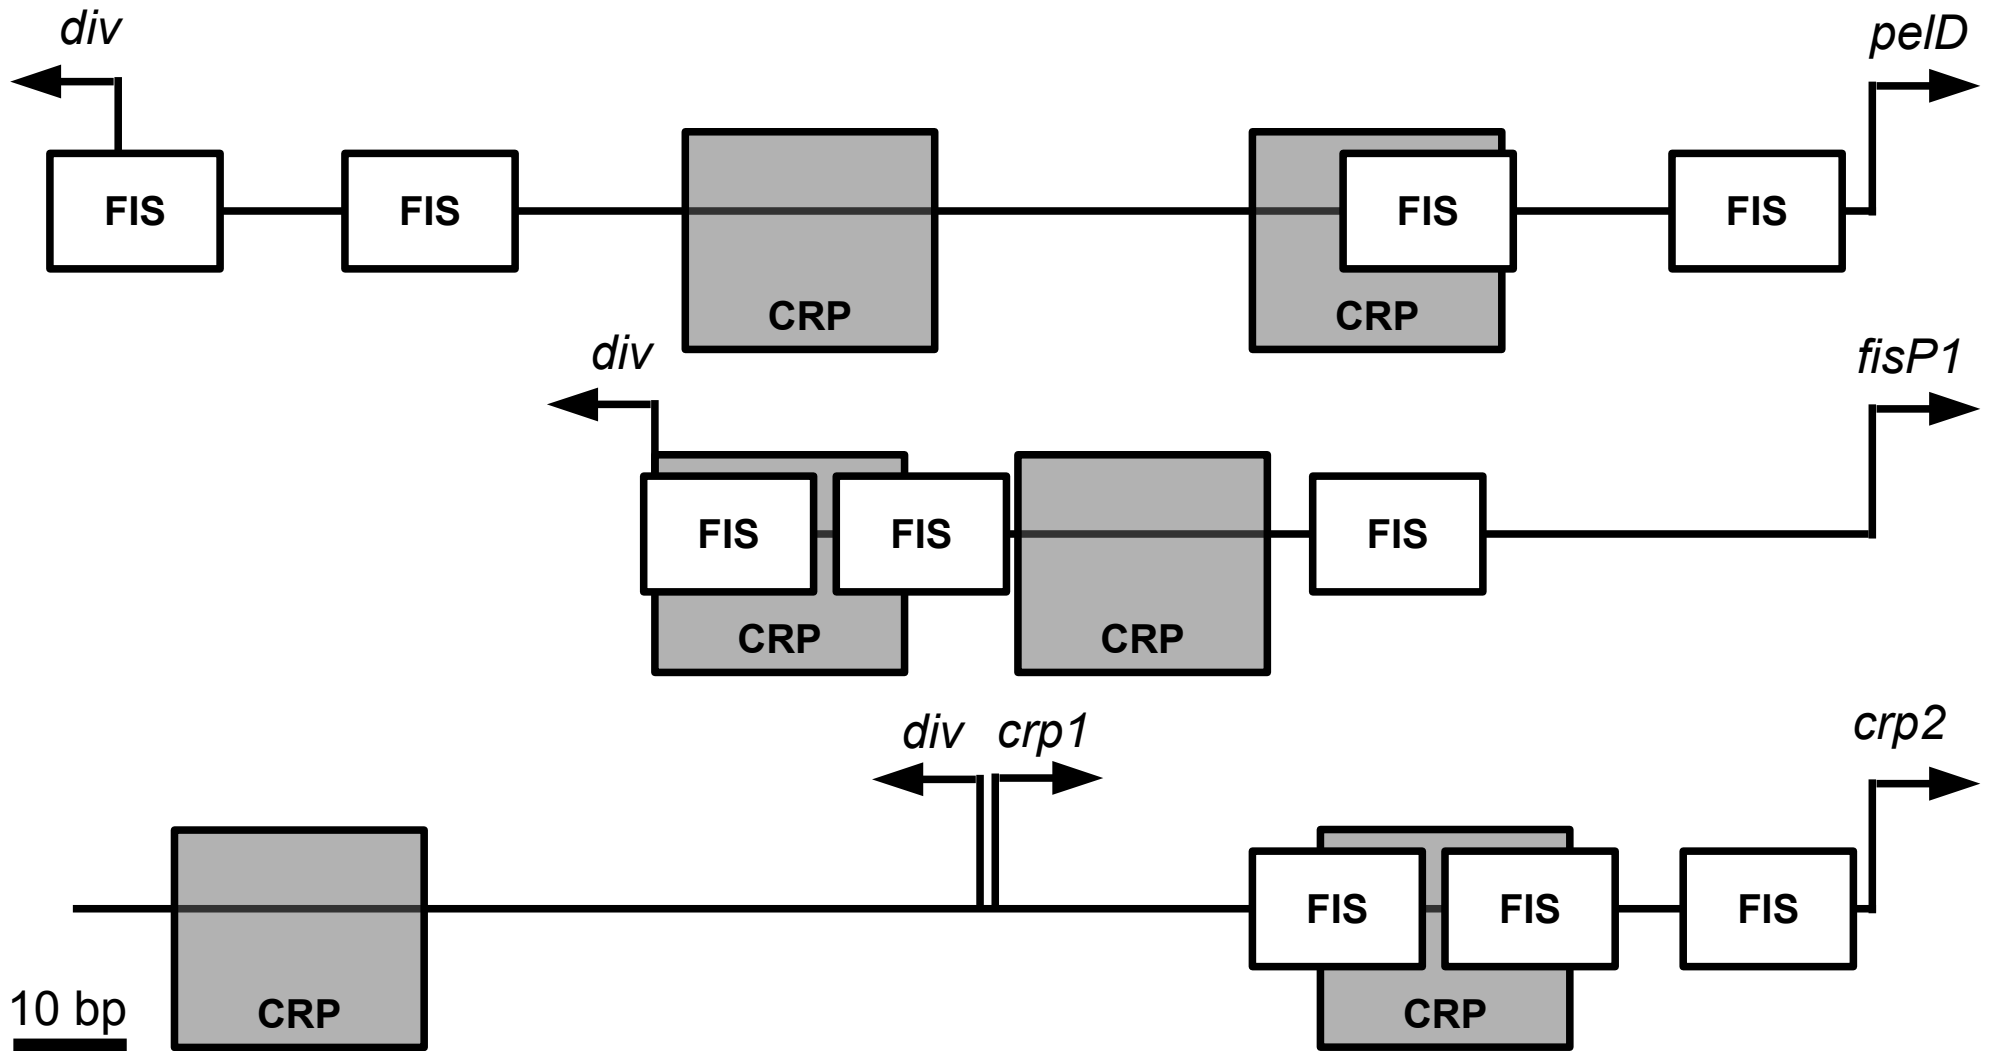 div pelD
FIS FIS FIS FIS
CRP CRP
div fisP1
FIS FIS FIS
CRP CRP
div crp1 crp2
FIS FIS FIS
CRP CRP
10 bp